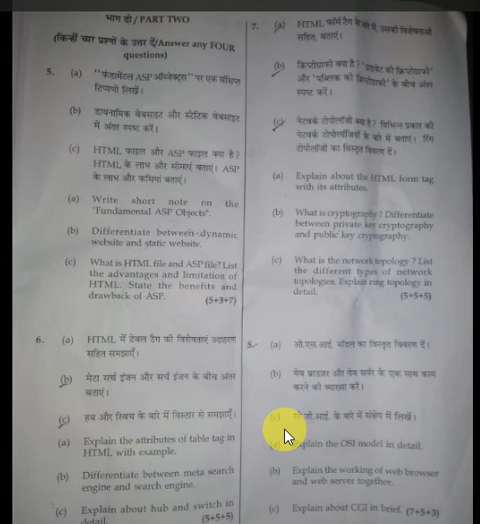 भाग दो / PART TWO
(किन्हीं चार प्रश्नों के उत्तर दें/Answer any FOUR
questions)
5. (a) "फंडामेंटल ASP ऑब्जेक्ट्स" पर एक संक्षिप्त
टिप्पणी लिखें।
(b) डायनामिक वेबसाइट और स्टेटिक वेबसाइट
में अंतर स्पष्ट करें।
(c) HTML फाइल और ASP फाइल क्या है?
HTML के लाभ और सीमाएं बताएं। ASP
के लाभ और कमियां बताएं।
(a) Write short note on the
"Fundamental ASP Objects".
(b) Differentiate between-dynamic
website and static website.
(c) What is HTML file and ASP file? List
the advantages and limitation of
HTML. State the benefits and
drawback of ASP. (5+3+7)
6. (a) HTML में टेबल टैग की विशेषताएं उदाहरण
सहित समझाएँ।
(b) मेटा सर्च इंजन और सर्च इंजन के बीच अंतर
बताएं।
(c) हब और स्विच के बारे में विस्तार से समझाएँ।
(a) Explain the attributes of table tag in
HTML with example.
(b) Differentiate between meta search
engine and search engine.
(c) Explain about hub and switch in
detail. (5+5+5)
7. (a) HTML फॉर्म टैग के बारे में, उसकी विशेषताओं
सहित, बताएं।
(b) क्रिप्टोग्राफी क्या है? 'प्राइवेट की क्रिप्टोग्राफी'
और 'पब्लिक की क्रिप्टोग्राफी' के बीच अंतर
स्पष्ट करें।
(c) नेटवर्क टोपोलॉजी क्या है? विभिन्न प्रकार की
नेटवर्क टोपोलॉजियों के बारे में बताएं। रिंग
टोपोलॉजी का विस्तृत विवरण दें।
(a) Explain about the HTML form tag
with its attributes.
(b) What is cryptography? Differentiate
between private key cryptography
and public key cryptography.
(c) What is the network topology ? List
the different types of network
topologies. Explain ring topology in
detail. (5+5+5)
8. (a) ओ.एस.आई. मॉडल का विस्तृत विवरण दें।
(b) वेब ब्राउजर और वेब सर्वर के एक साथ काम
करने की व्याख्या करें।
(c) सी.जी.आई. के बारे में संक्षेप में लिखें।
(a) Explain the OSI model in detail.
(b) Explain the working of web browser
and web server together.
(c) Explain about CGI in brief. (7+5+3)